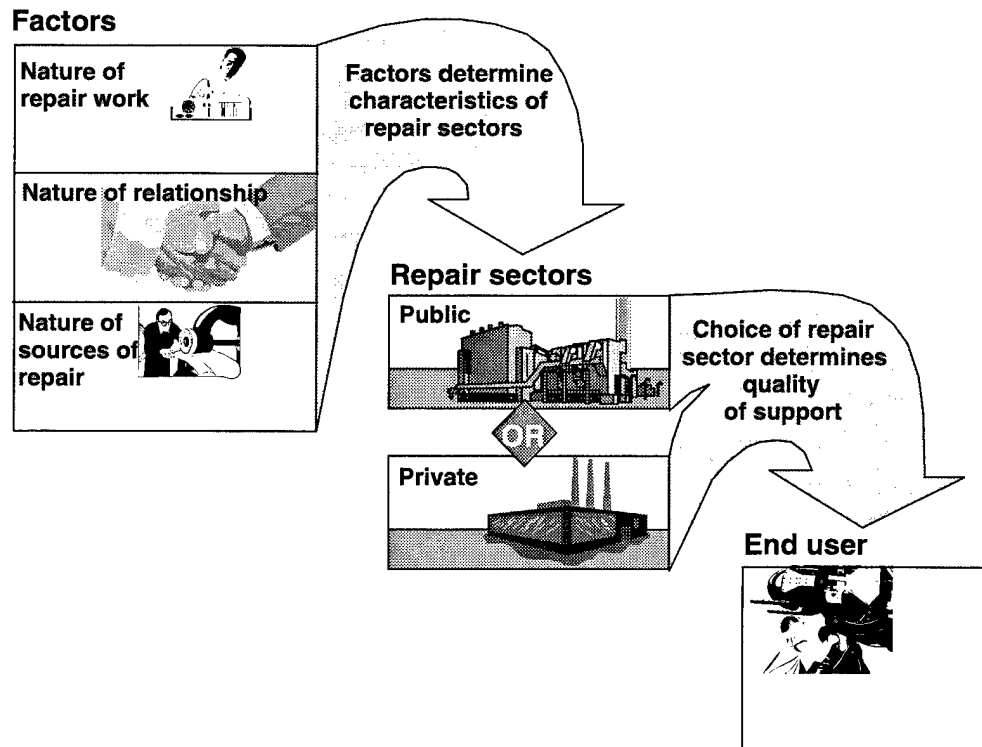 Factors
Nature of
repair work
Nature of relationship
Nature of
sources of
repair
Factors determine
characteristics of
repair sectors
Repair sectors
Public
OR
Private
Choice of repair
sector determines
quality
of support
End user